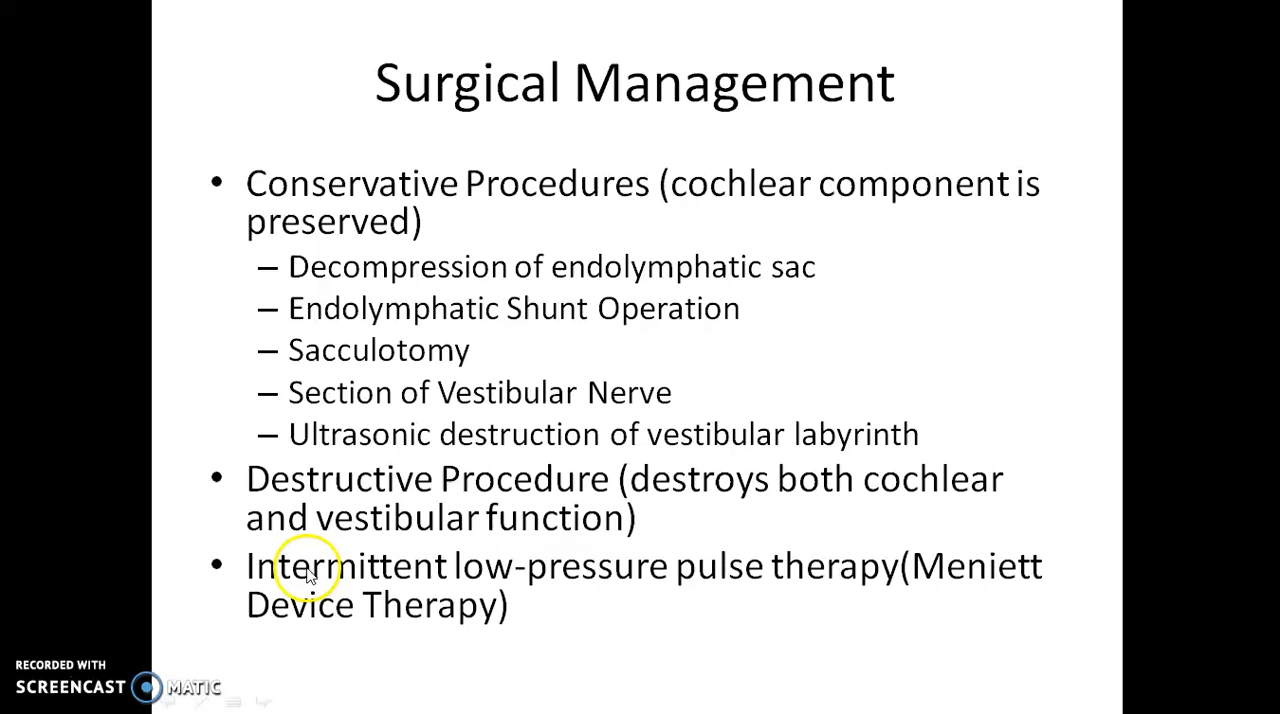 Surgical Management
• Conservative Procedures (cochlear component is
preserved)
– Decompression of endolymphatic sac
– Endolymphatic Shunt Operation
– Sacculotomy
– Section of Vestibular Nerve
– Ultrasonic destruction of vestibular labyrinth
• Destructive Procedure (destroys both cochlear
and vestibular function)
• Intermittent low-pressure pulse therapy(Meniett
Device Therapy)
RECORDED WITH
SCREENCAST MATIC